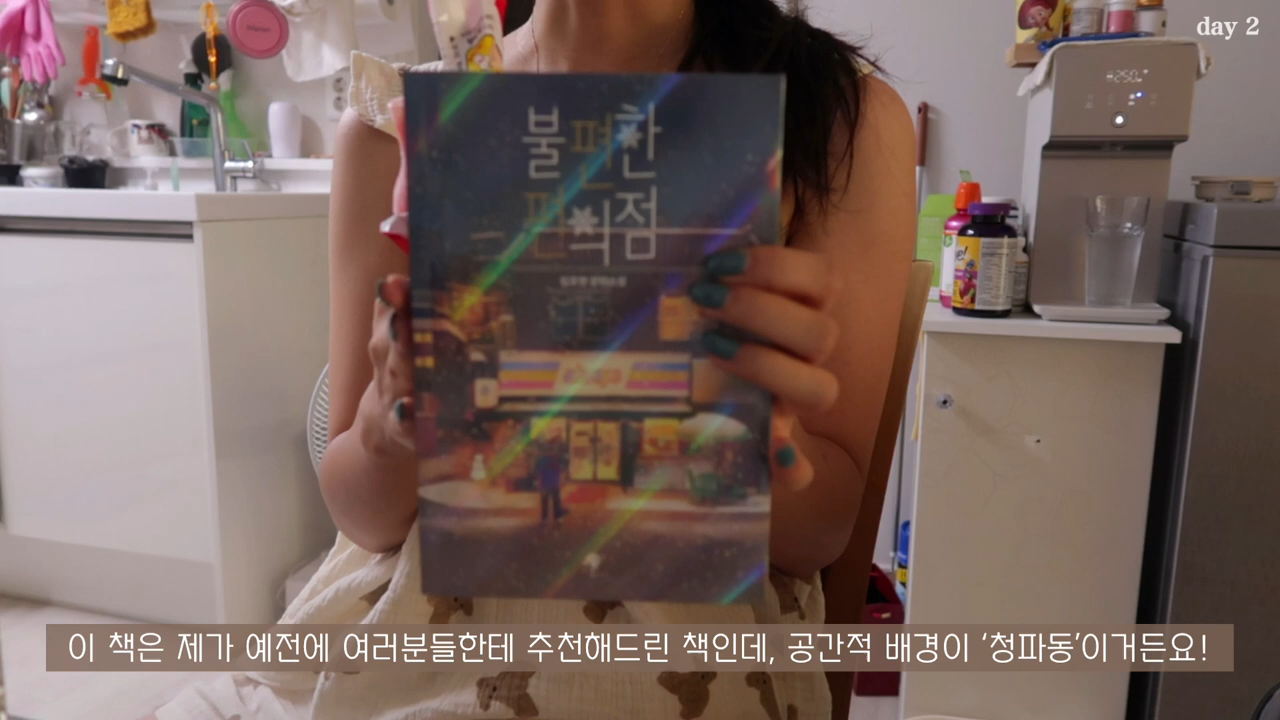 day 2
불편한
편의점
이 책은 제가 예전에 여러분들한테 추천해드린 책인데, 공간적 배경이 ‘청파동’이거든요!